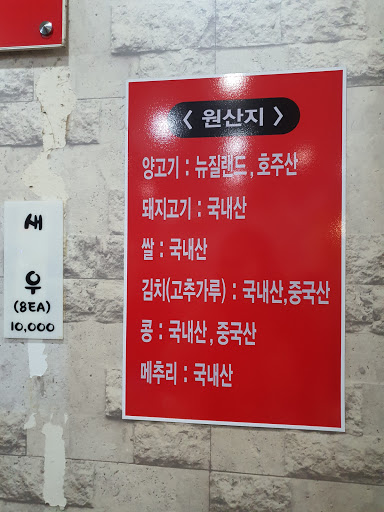 < 원산지 >
양고기 : 뉴질랜드, 호주산
돼지고기 : 국내산
쌀 : 국내산
김치(고추가루) : 국내산,중국산
콩 : 국내산, 중국산
메추리 : 국내산
새
우
(8EA)
10,000